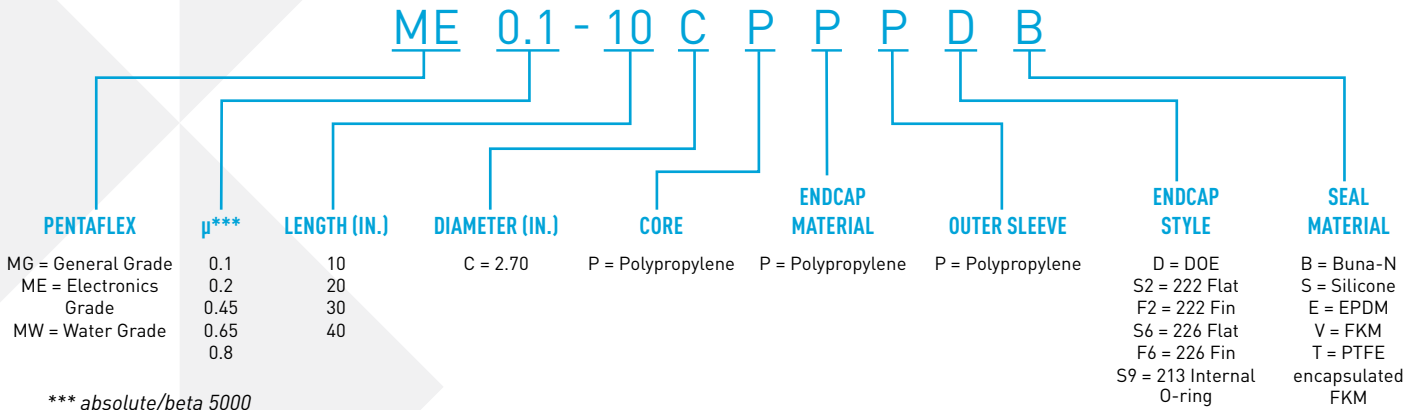 ME 0.1 - 10 C P P P D B
PENTAFLEX
MG = General Grade
ME = Electronics
Grade
MW = Water Grade
µ***
0.1
0.2
0.45
0.65
0.8
LENGTH (IN.)
10
20
30
40
DIAMETER (IN.)
C = 2.70
CORE
P = Polypropylene
ENDCAP
MATERIAL
P = Polypropylene
OUTER SLEEVE
P = Polypropylene
ENDCAP
STYLE
D = DOE
S2 = 222 Flat
F2 = 222 Fin
S6 = 226 Flat
F6 = 226 Fin
S9 = 213 Internal
O-ring
SEAL
MATERIAL
B = Buna-N
S = Silicone
E = EPDM
V = FKM
T = PTFE
encapsulated
FKM
*** absolute/beta 5000